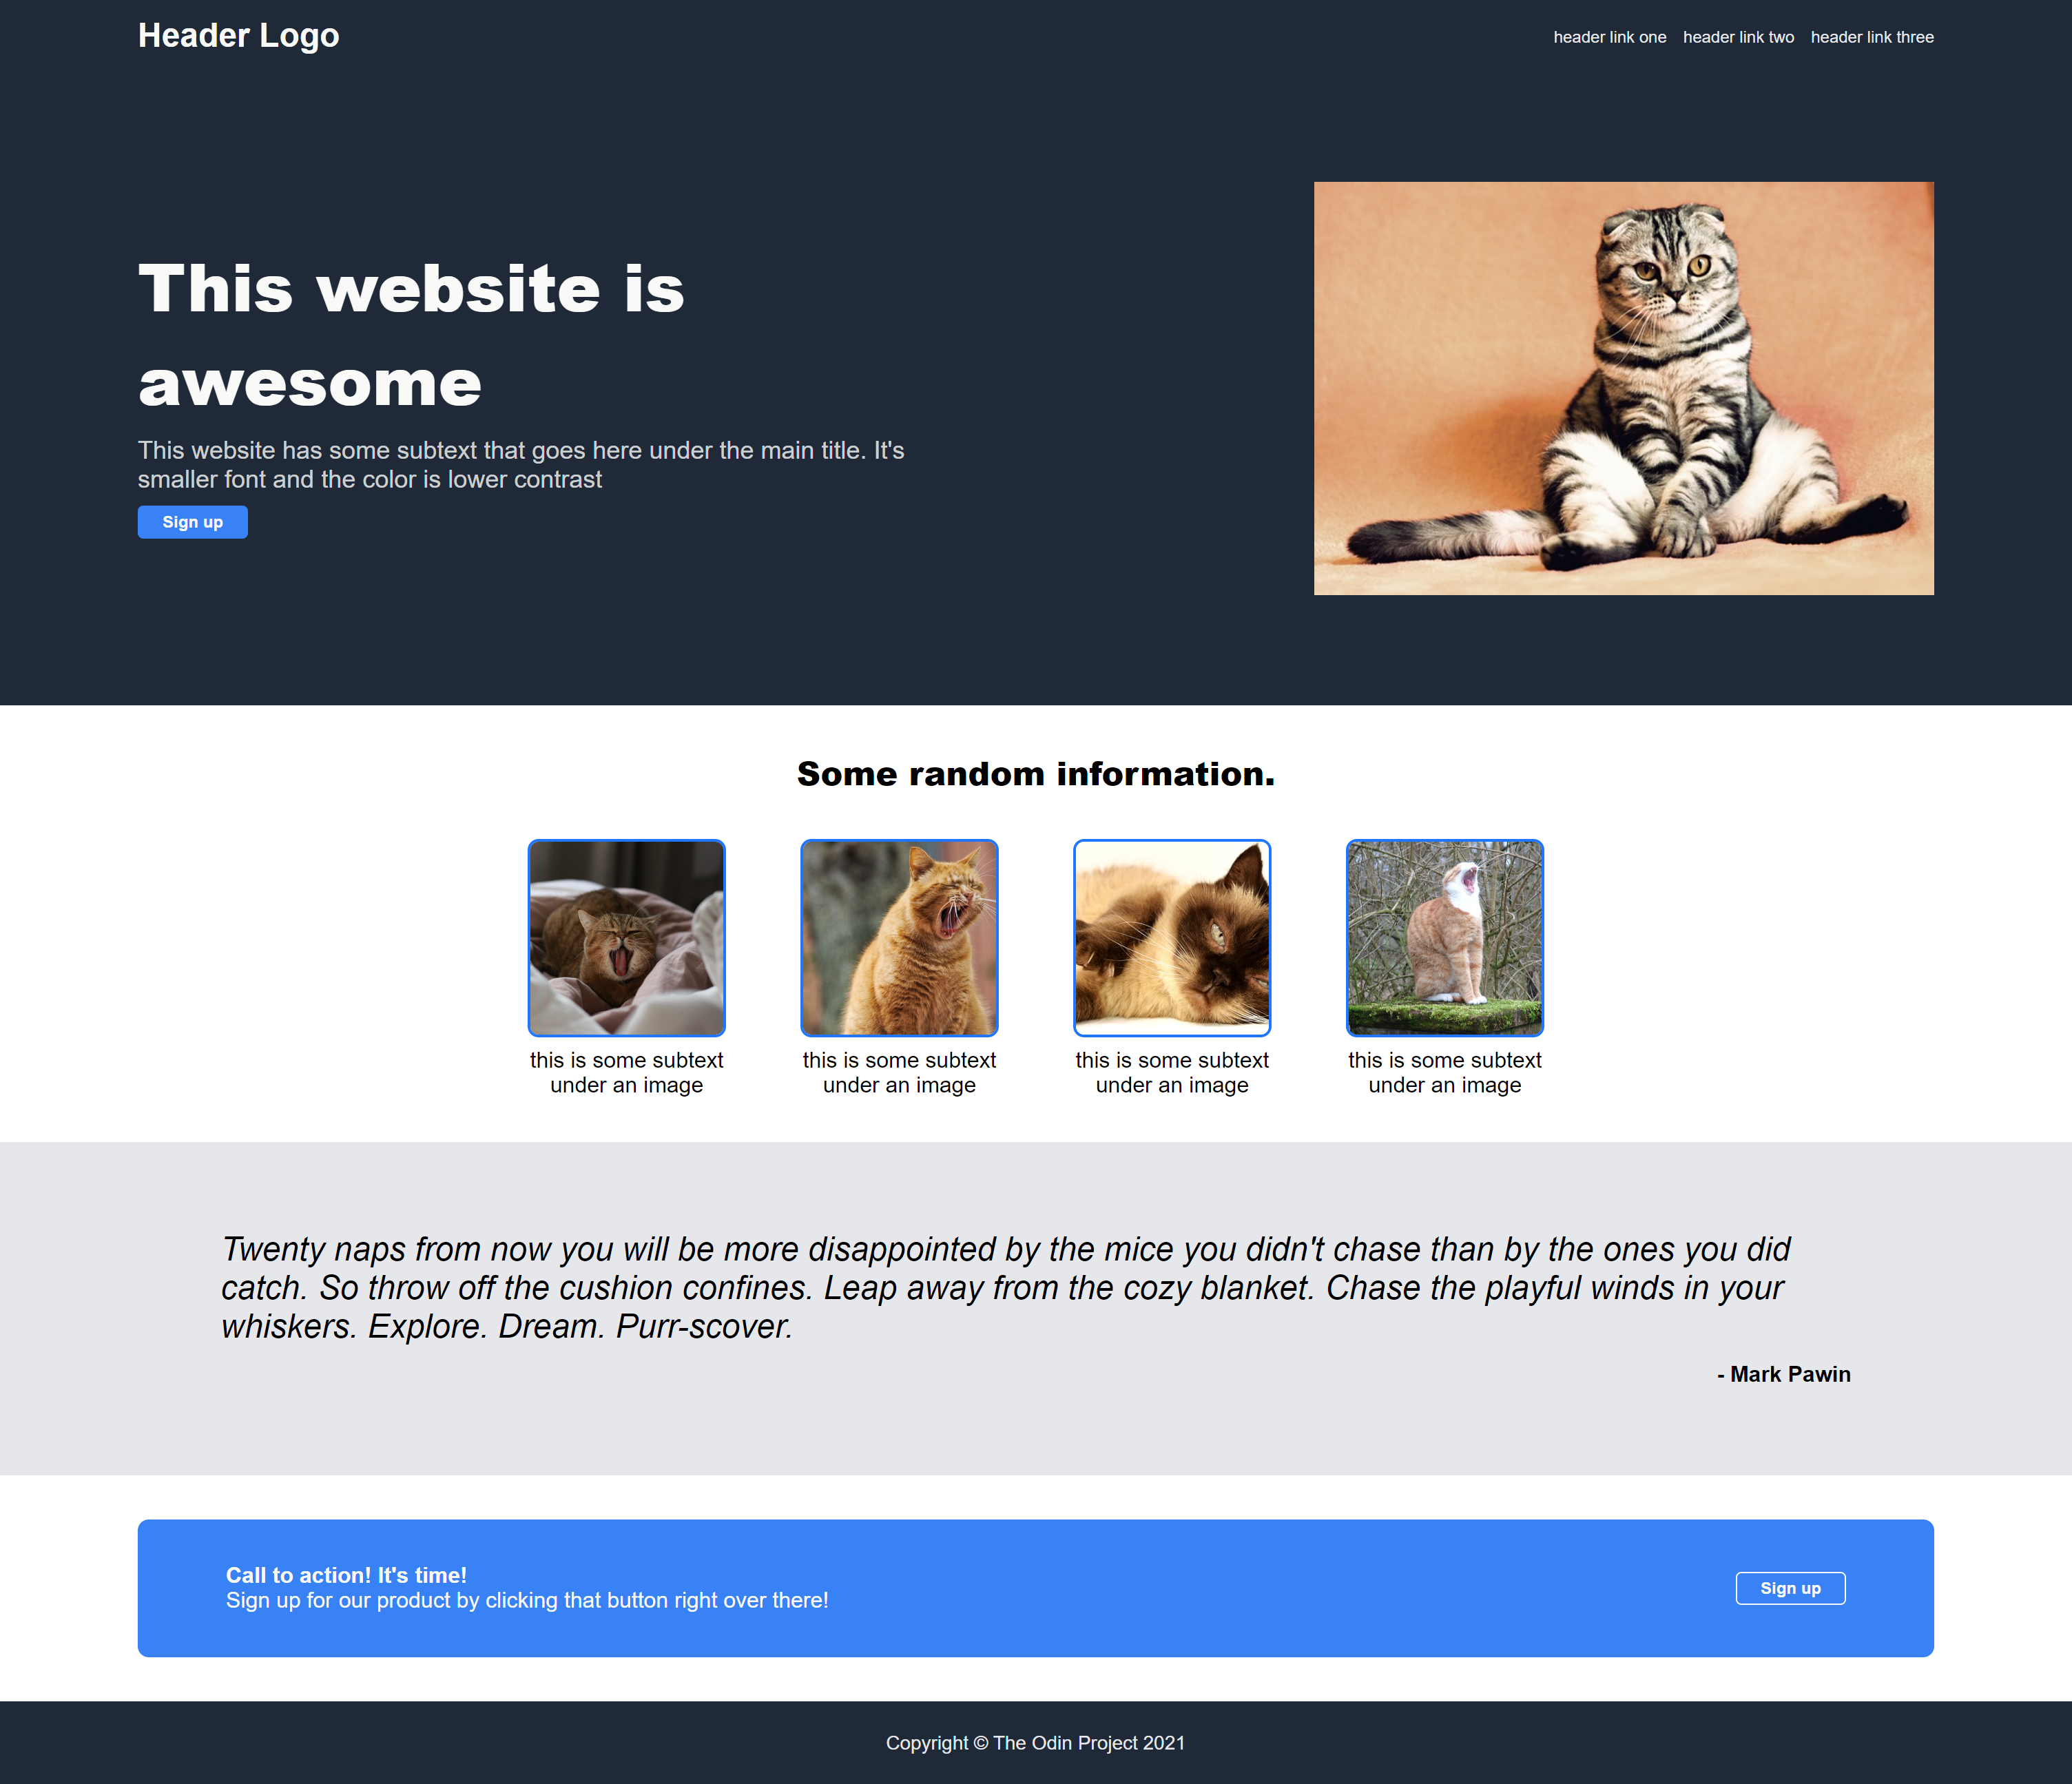 Header Logo
header link one
header link two
header link three
This website is
awesome
This website has some subtext that goes here under the main title. It's
smaller font and the color is lower contrast
Sign up
Some random information.
this is some subtext
under an image
this is some subtext
under an image
this is some subtext
under an image
this is some subtext
under an image
Twenty naps from now you will be more disappointed by the mice you didn't chase than by the ones you did
catch. So throw off the cushion confines. Leap away from the cozy blanket. Chase the playful winds in your
whiskers. Explore. Dream. Purr-scover.
- Mark Pawin
Call to action! It's time!
Sign up for our product by clicking that button right over there!
Sign up
Copyright © The Odin Project 2021